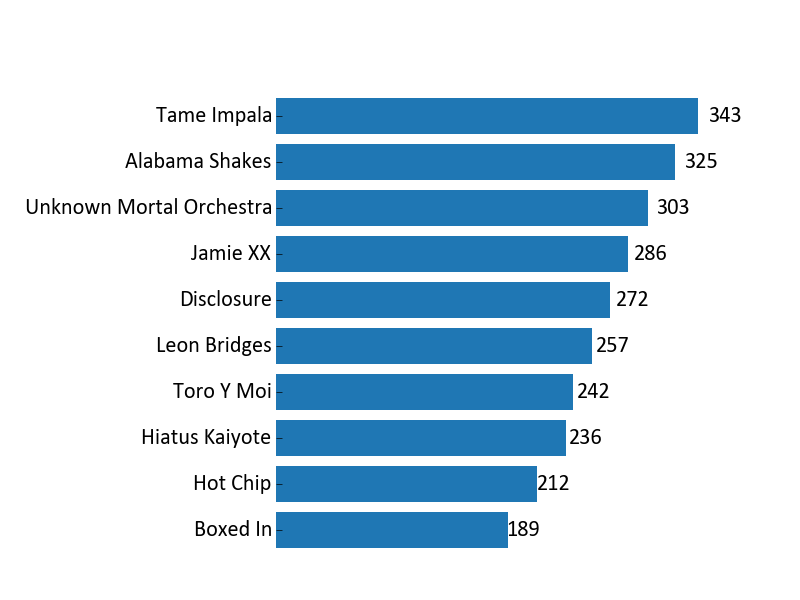 Tame Impala 343
Alabama Shakes 325
Unknown Mortal Orchestra 303
Jamie XX 286
Disclosure 272
Leon Bridges 257
Toro Y Moi 242
Hiatus Kaiyote 236
Hot Chip 212
Boxed In 189